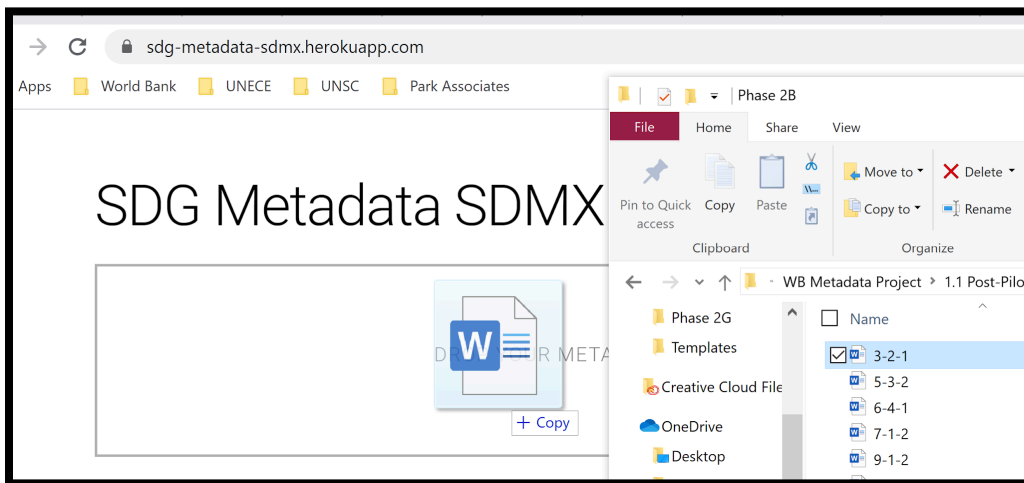 sdg-metadata-sdmx.herokuapp.com
Apps World Bank UNECE UNSC Park Associates
SDG Metadata SDMX
YOUR META
W
+ Copy
Phase 2B
File Home Share View
Pin to Quick access
Copy
Paste
Clipboard
Move to
Copy to
Delete
Rename
Organize
WB Metadata Project > 1.1 Post-Pilo
Phase 2G
Templates
Creative Cloud File
OneDrive
Desktop
Name
3-2-1
5-3-2
6-4-1
7-1-2
9-1-2